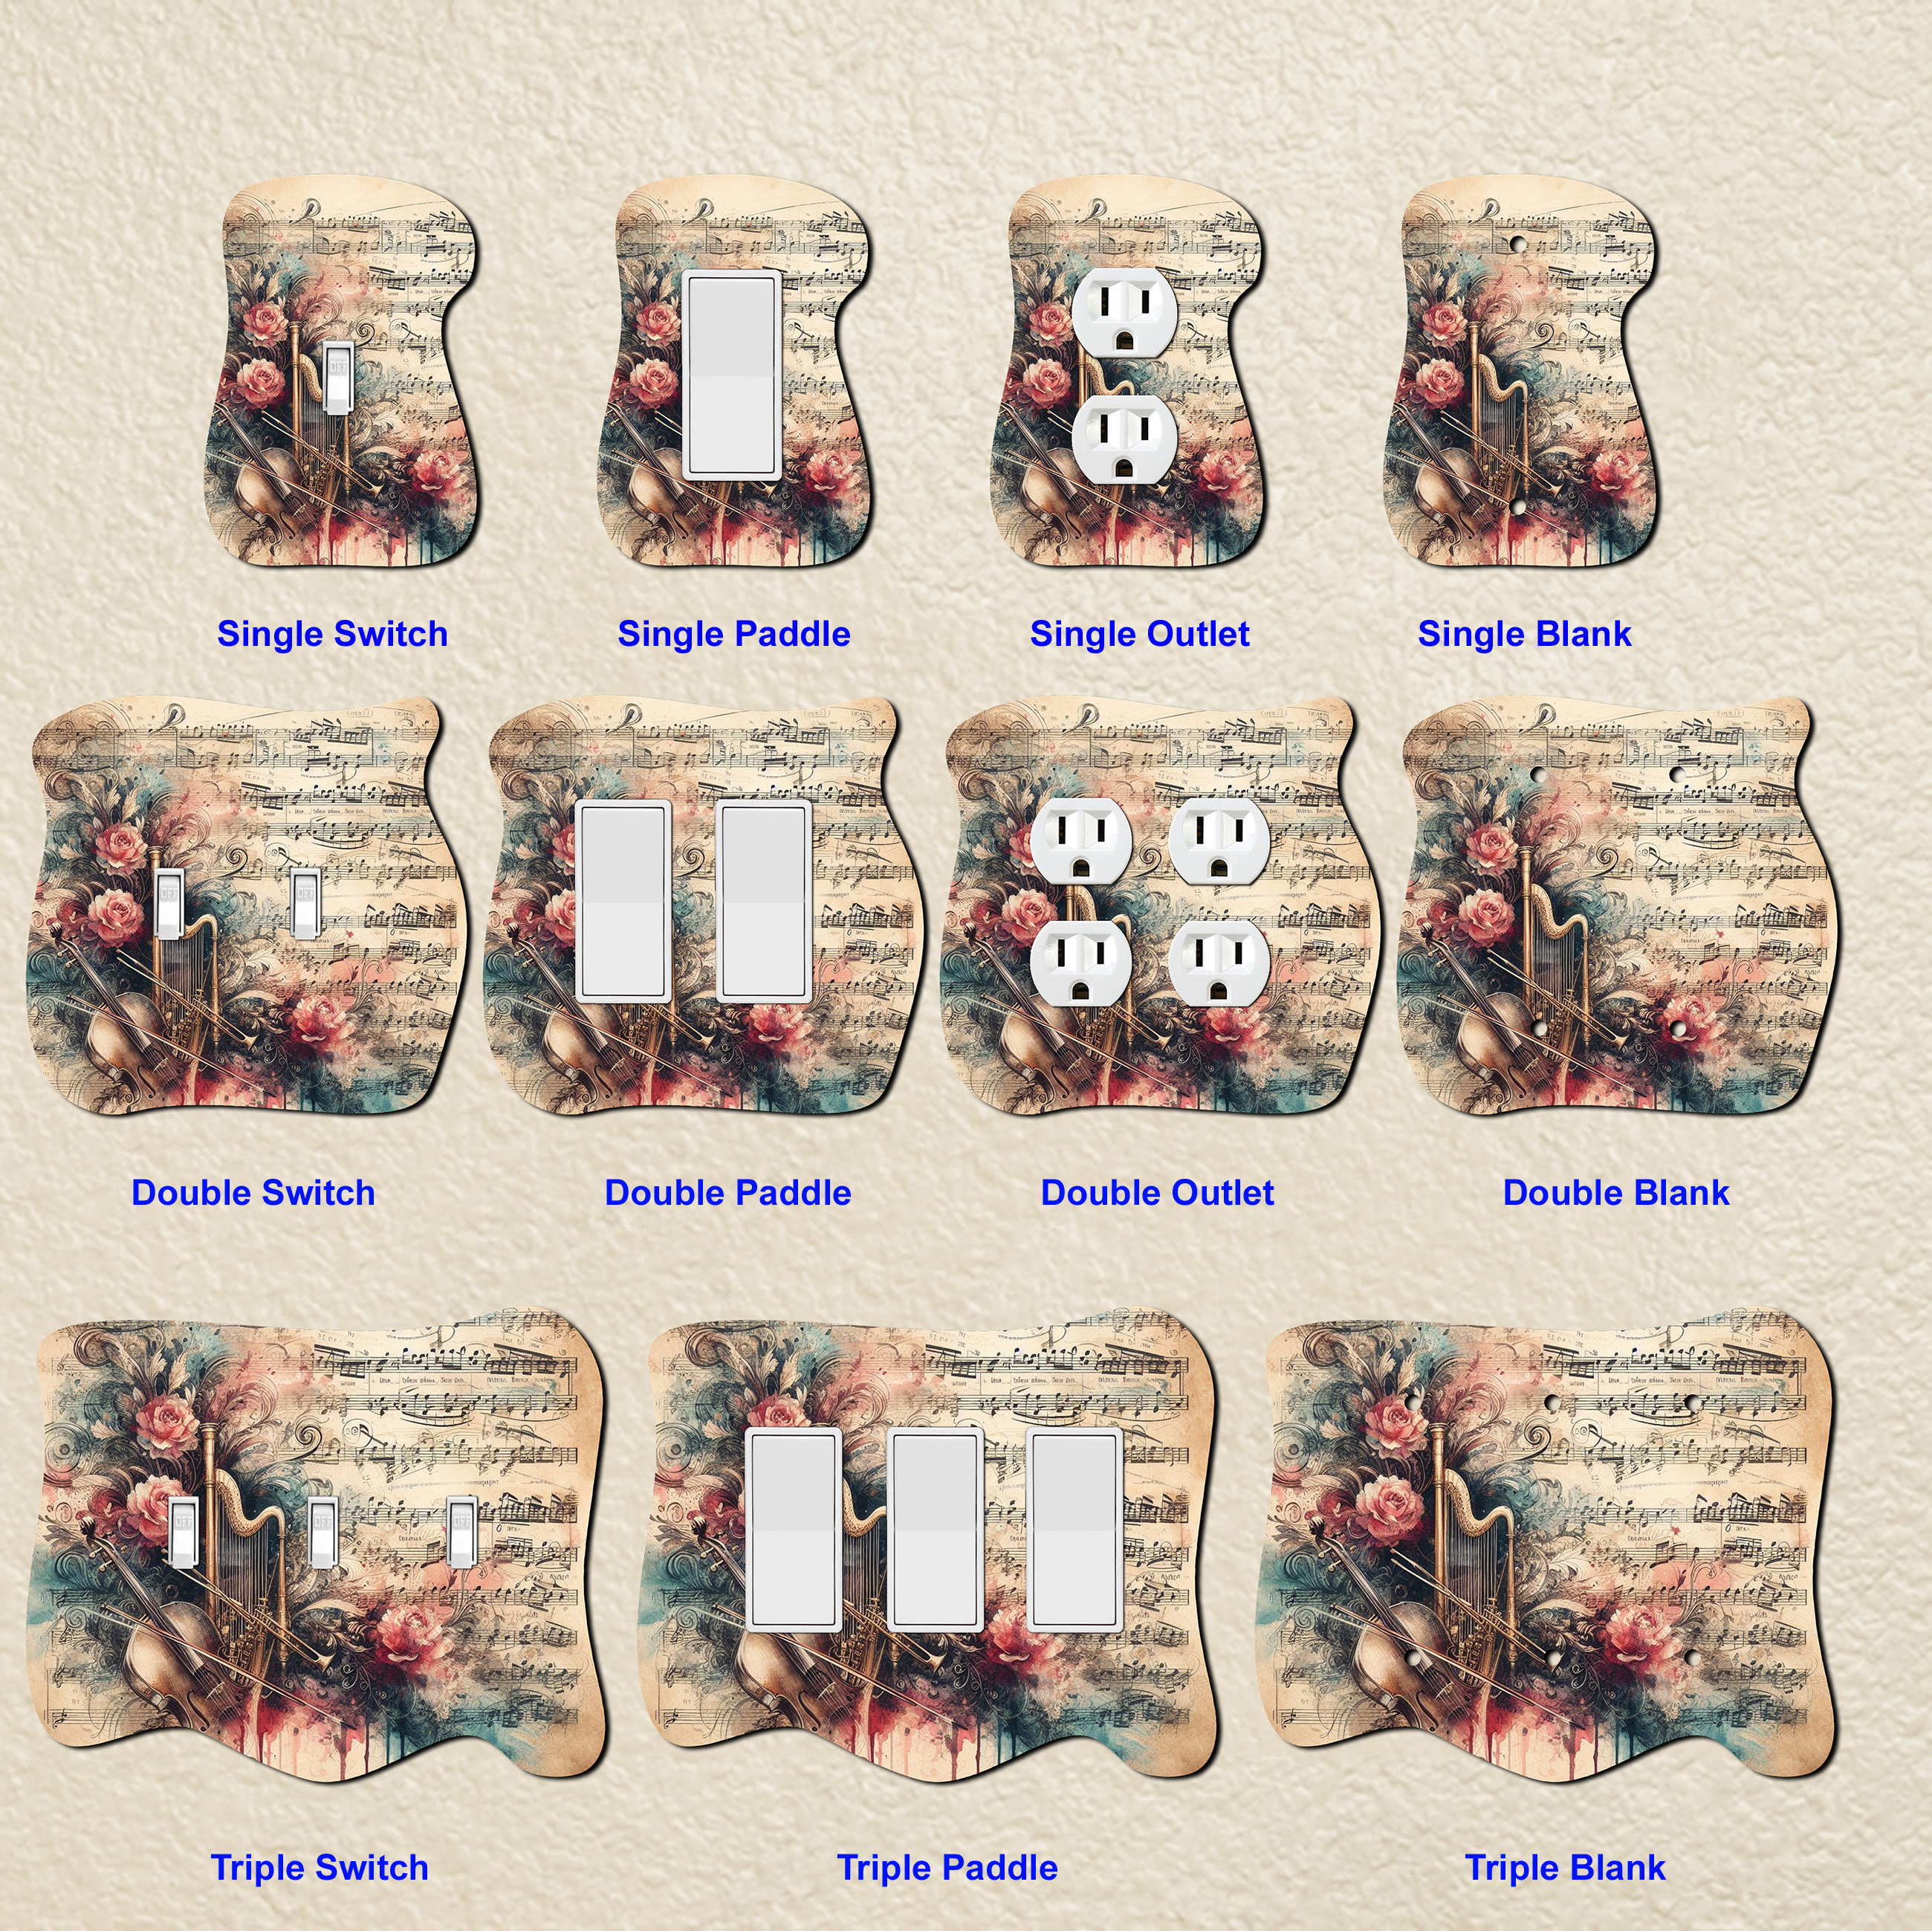 Single Switch
Single Paddle
Single Outlet
Single Blank
Double Switch
Double Paddle
Double Outlet
Double Blank
Triple Switch
Triple Paddle
Triple Blank